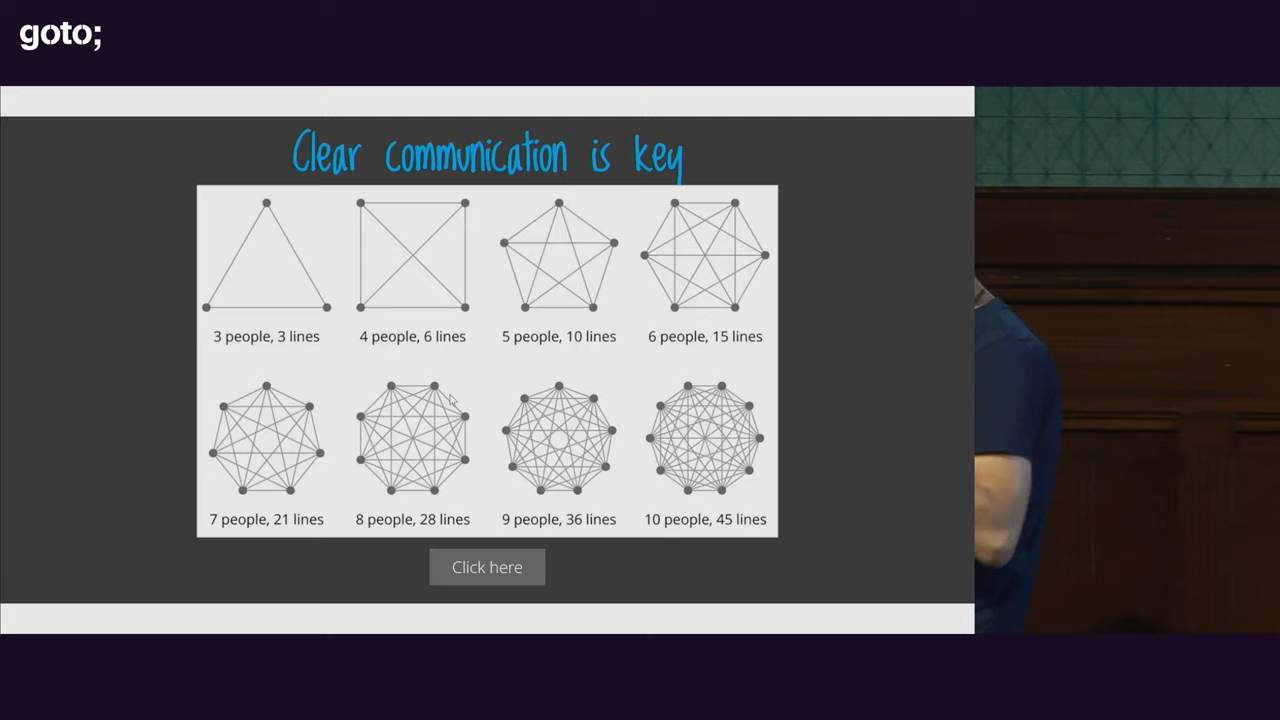 goto;
Clear communication is key
3 people, 3 lines
4 people, 6 lines
5 people, 10 lines
6 people, 15 lines
7 people, 21 lines
8 people, 28 lines
9 people, 36 lines
10 people, 45 lines
Click here